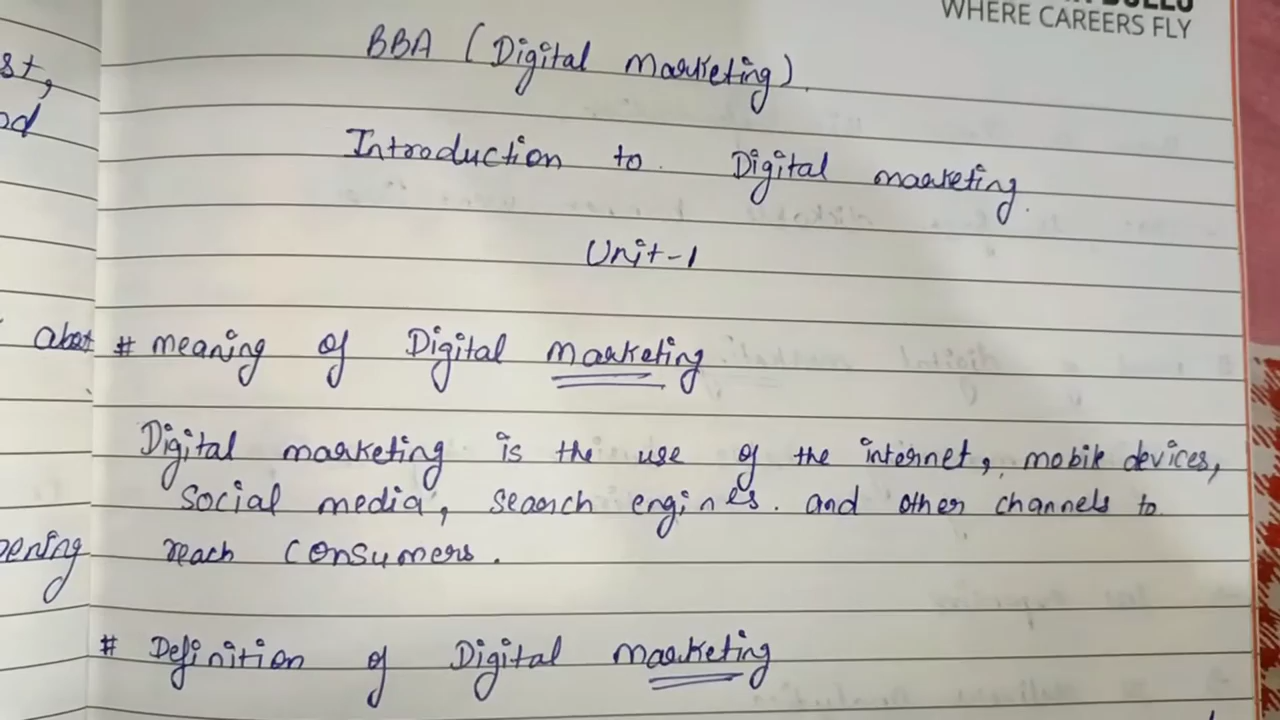 WHERE CAREERS FLY
BBA (Digital Marketing).
Introduction to Digital marketing.
Unit-1
# meaning of Digital Marketing
Digital marketing is the use of the internet, mobile devices,
social media, search engines. and other channels to
reach consumers.
# Definition of Digital Marketing